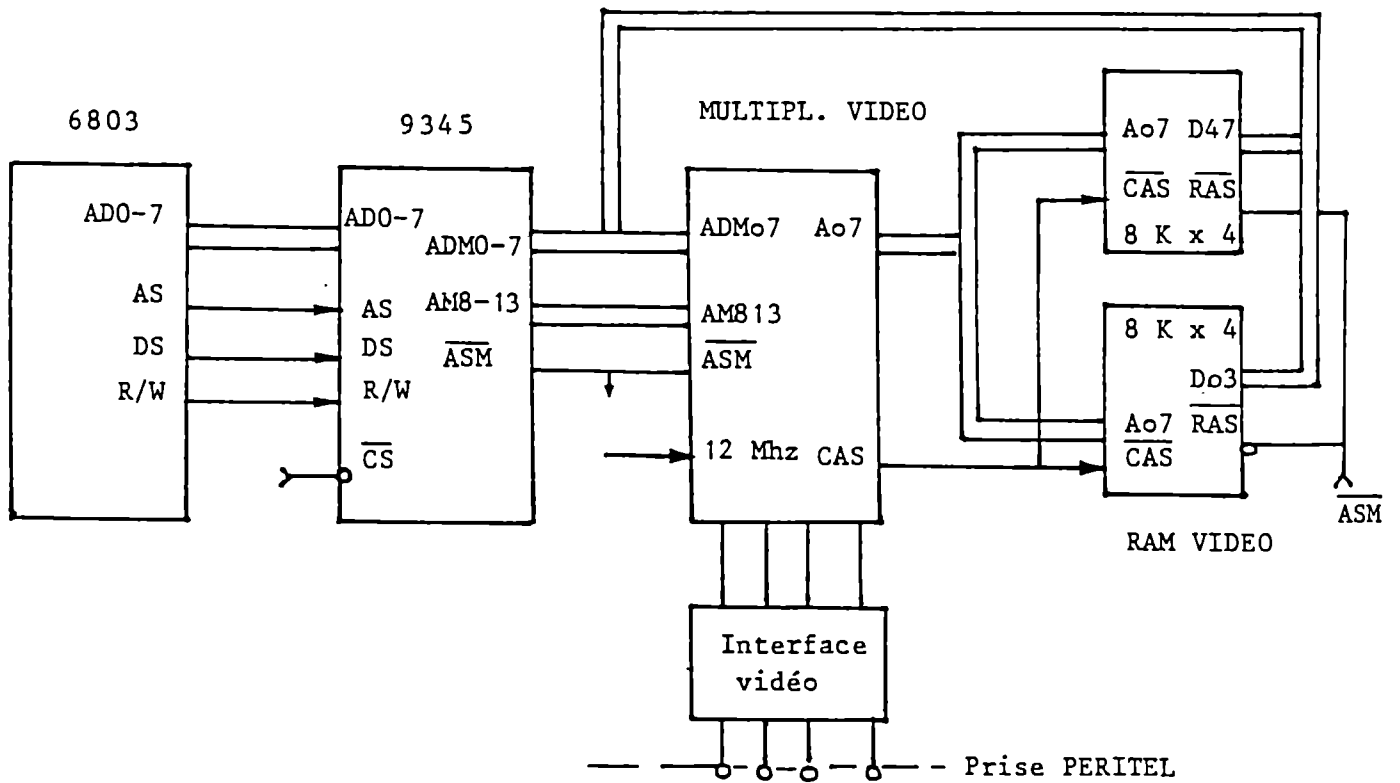 6803
9345
MULTIPL. VIDEO
AD0-7
AS
DS
R/W
AD0-7
ADM0-7
AM8-13
AS
ASM
DS
R/W
CS
ADMo7
Ao7
AM813
ASM
12 Mhz
CAS
Ao7
D47
CAS
RAS
8 K x 4
8 K x 4
Do3
Ao7
RAS
CAS
ASM
RAM VIDEO
Interface
vidéo
Prise PERITEL